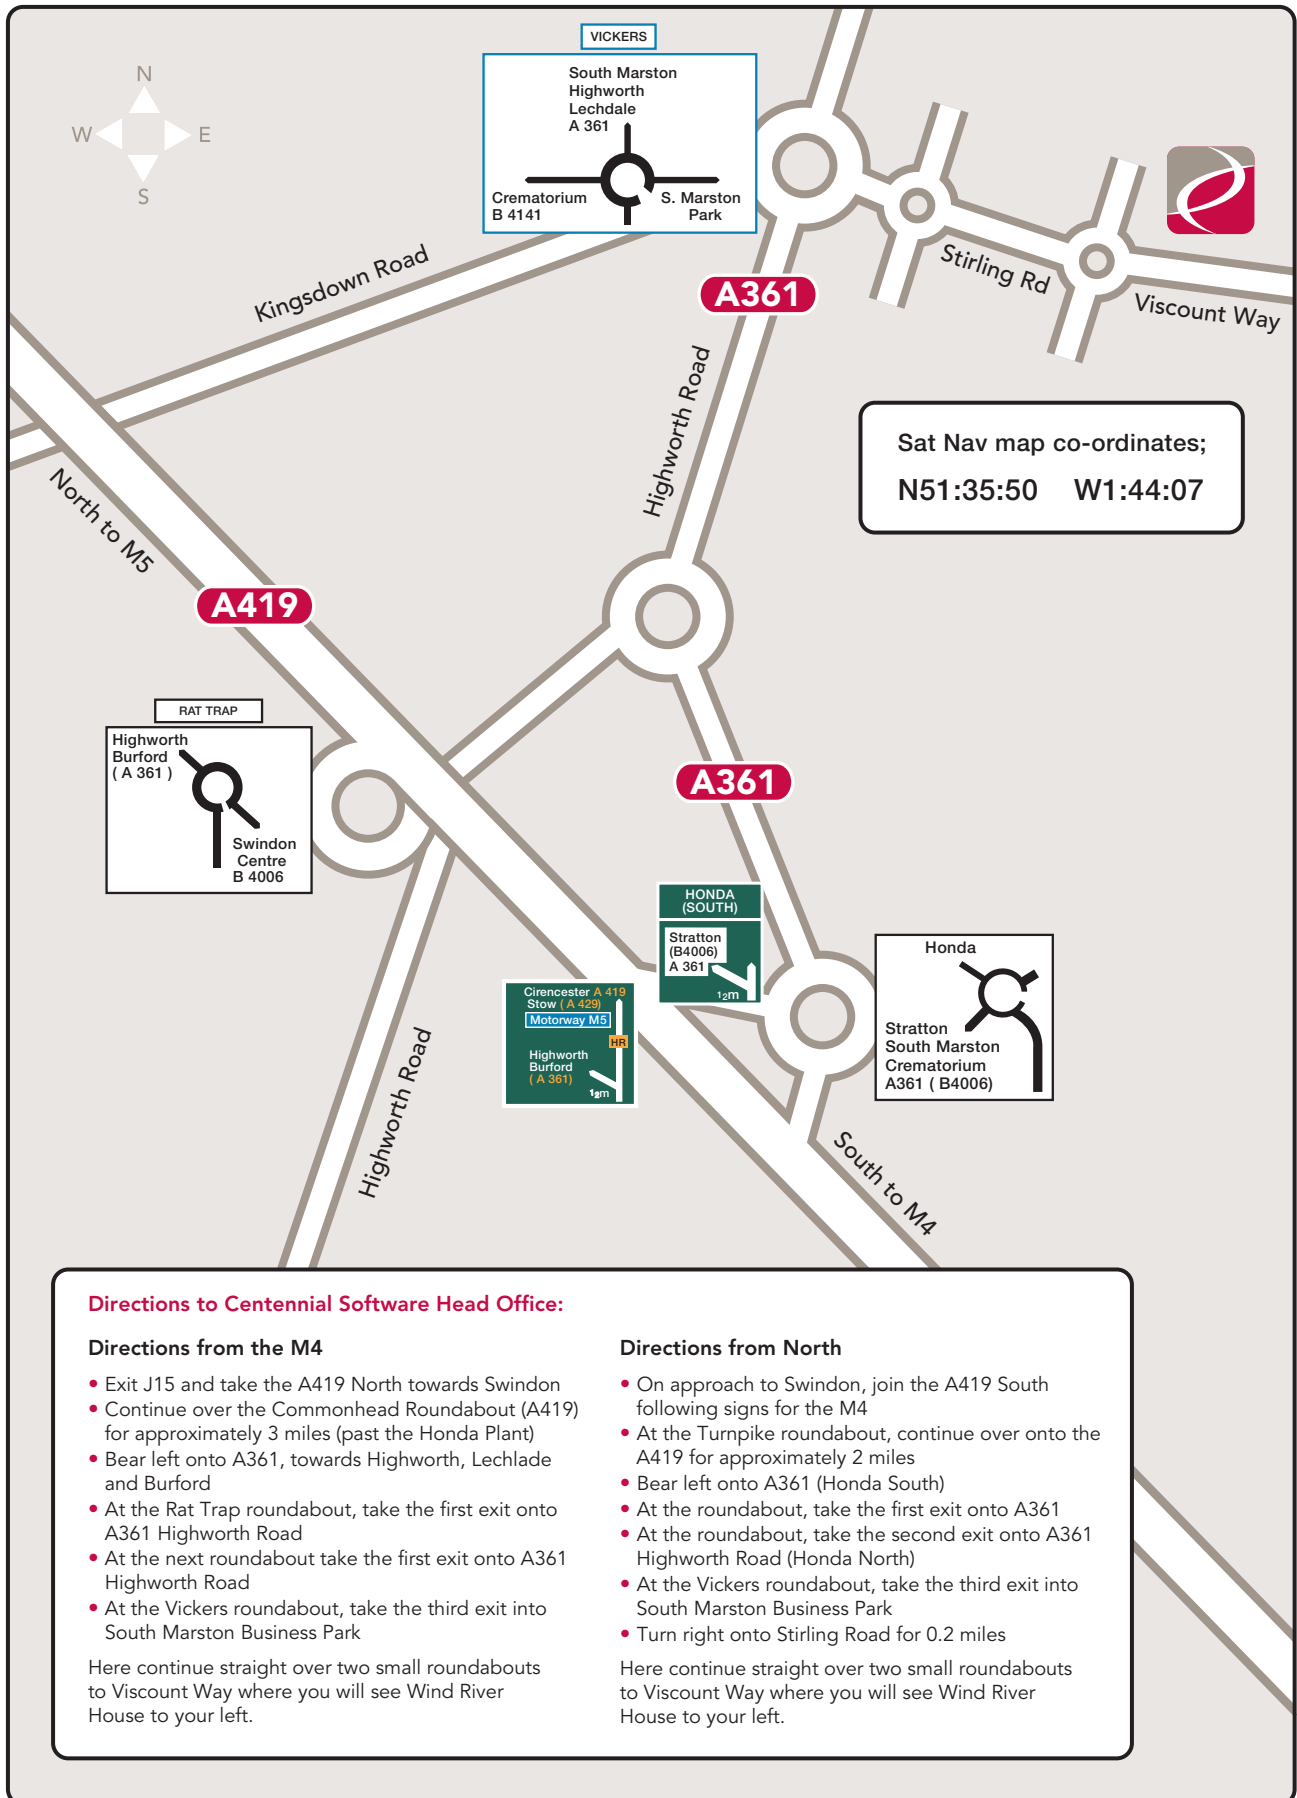 VICKERS
South Marston
Highworth
Lechdale
A 361
Crematorium
B 4141
S. Marston
Park
N
W
E
S
Kingsdown Road
A361
Stirling Rd
Viscount Way
Highworth Road
Sat Nav map co-ordinates;
N51:35:50 W1:44:07
North to M5
A419
RAT TRAP
Highworth
Burford
( A 361 )
Swindon
Centre
B 4006
A361
HONDA
(SOUTH)
Stratton
(B4006)
A 361
12m
Cirencester A 419
Stow ( A 429)
Motorway M5
HR
Highworth
Burford
( A 361)
12m
Honda
Stratton
South Marston
Crematorium
A361 ( B4006)
Highworth Road
South to M4
Directions to Centennial Software Head Office:
Directions from the M4
• Exit J15 and take the A419 North towards Swindon
• Continue over the Commonhead Roundabout (A419)
for approximately 3 miles (past the Honda Plant)
• Bear left onto A361, towards Highworth, Lechlade
and Burford
• At the Rat Trap roundabout, take the first exit onto
A361 Highworth Road
• At the next roundabout take the first exit onto A361
Highworth Road
• At the Vickers roundabout, take the third exit into
South Marston Business Park
Here continue straight over two small roundabouts
to Viscount Way where you will see Wind River
House to your left.
Directions from North
• On approach to Swindon, join the A419 South
following signs for the M4
• At the Turnpike roundabout, continue over onto the
A419 for approximately 2 miles
• Bear left onto A361 (Honda South)
• At the roundabout, take the first exit onto A361
• At the roundabout, take the second exit onto A361
Highworth Road (Honda North)
• At the Vickers roundabout, take the third exit into
South Marston Business Park
• Turn right onto Stirling Road for 0.2 miles
Here continue straight over two small roundabouts
to Viscount Way where you will see Wind River
House to your left.